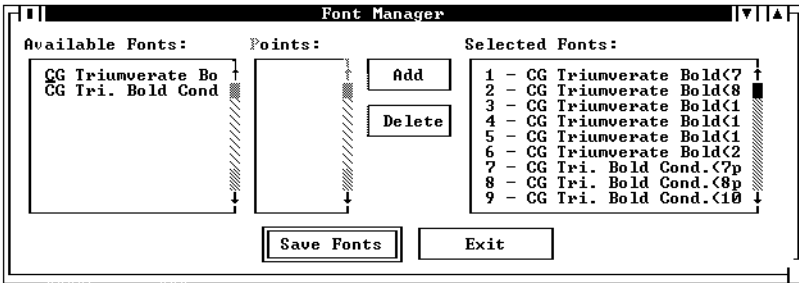 Font Manager
Available Fonts:
Points:
Selected Fonts:
CG Triumverate Bo
CG Tri. Bold Cond
Add
Delete
1 - CG Triumverate Bold<7
2 - CG Triumverate Bold<8
3 - CG Triumverate Bold<1
4 - CG Triumverate Bold<1
5 - CG Triumverate Bold<1
6 - CG Triumverate Bold<2
7 - CG Tri. Bold Cond.<7p
8 - CG Tri. Bold Cond.<8p
9 - CG Tri. Bold Cond.<10
Save Fonts
Exit